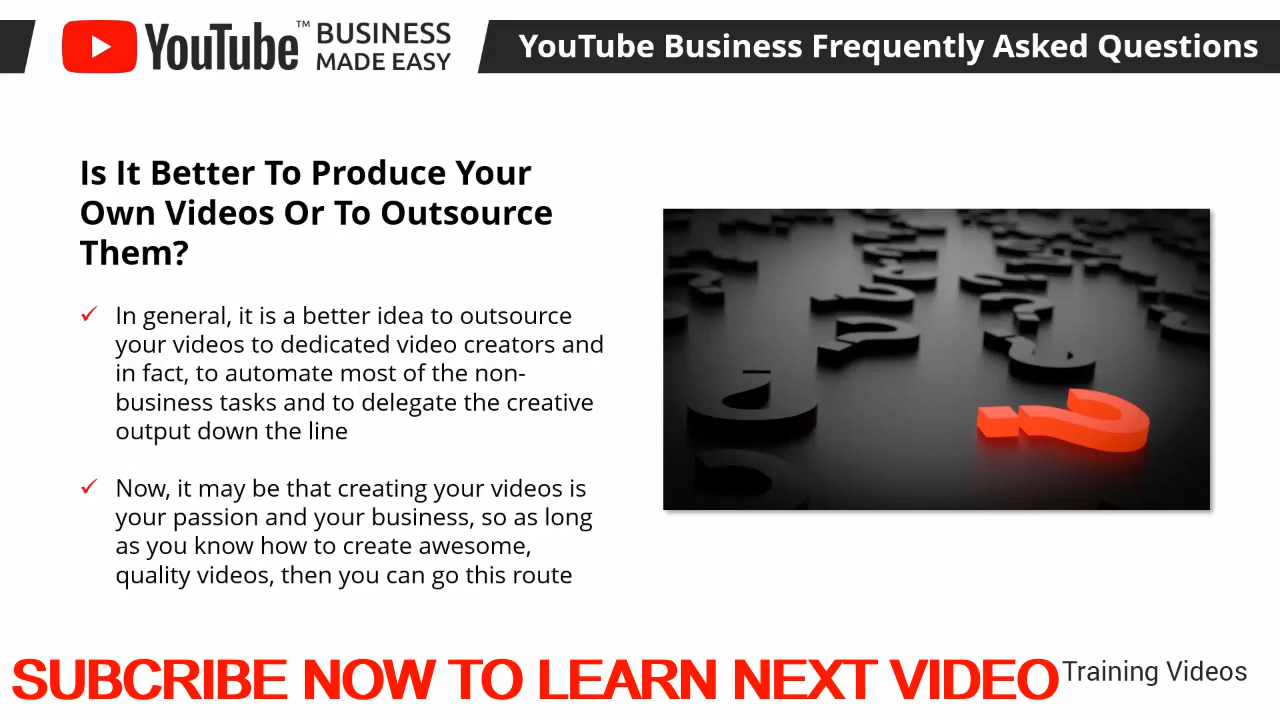 YouTube™ BUSINESS
MADE EASY
YouTube Business Frequently Asked Questions
Is It Better To Produce Your
Own Videos Or To Outsource
Them?
✓ In general, it is a better idea to outsource
your videos to dedicated video creators and
in fact, to automate most of the non-
business tasks and to delegate the creative
output down the line
✓ Now, it may be that creating your videos is
your passion and your business, so as long
as you know how to create awesome,
quality videos, then you can go this route
SUBCRIBE NOW TO LEARN NEXT VIDEO
Training Videos